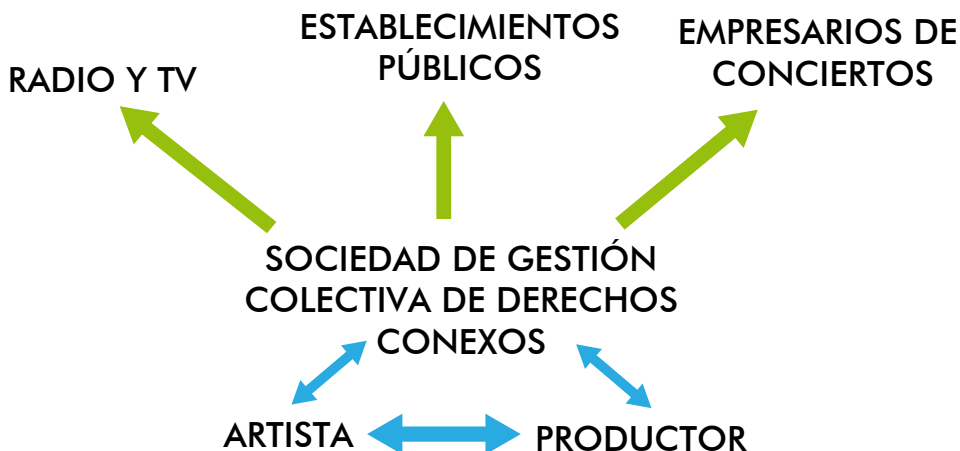 RADIO Y TV
ESTABLECIMIENTOS
PÚBLICOS
EMPRESARIOS DE
CONCIERTOS
SOCIEDAD DE GESTIÓN
COLECTIVA DE DERECHOS
CONEXOS
ARTISTA
PRODUCTOR